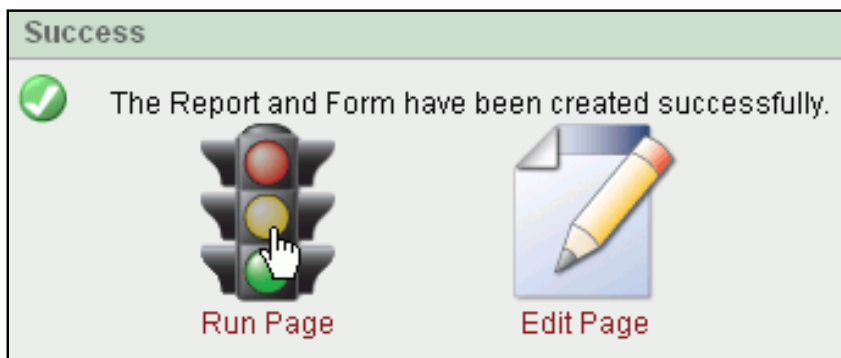 Success
The Report and Form have been created successfully.
Run Page
Edit Page